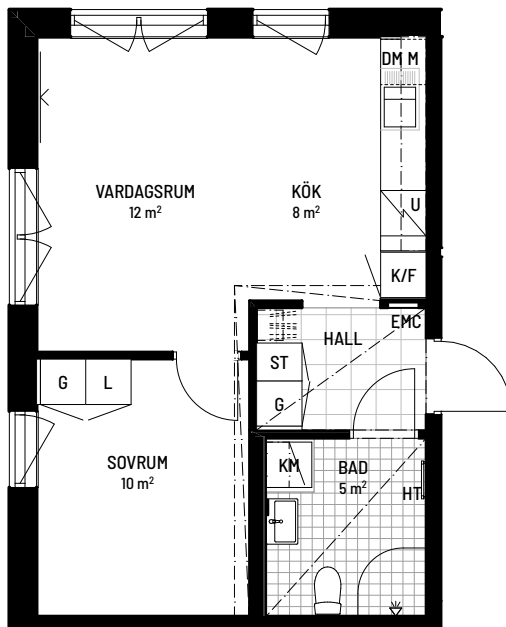 DM M
VARDAGSRUM
12 m²
KÖK
8 m²
U
K/F
EMC
HALL
ST
G
G
L
SOVRUM
10 m²
KM
BAD
5 m²
HT